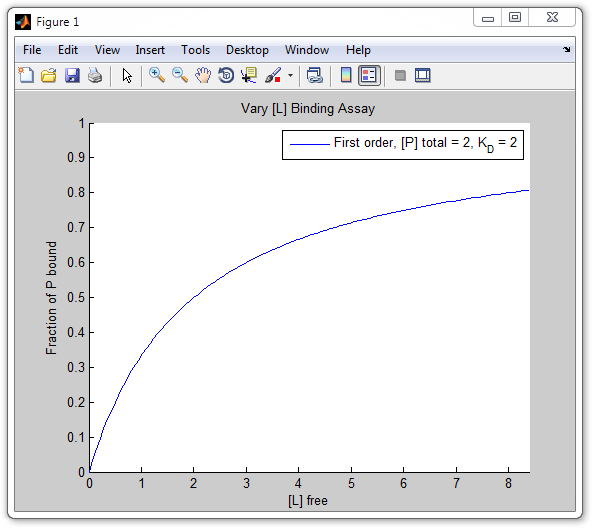 Figure 1
File Edit View Insert Tools Desktop Window Help
Vary [L] Binding Assay
First order, [P] total = 2, K_D = 2
1
0.9
0.8
0.7
0.6
0.5
0.4
0.3
0.2
0.1
0
Fraction of P bound
0 1 2 3 4 5 6 7 8
[L] free